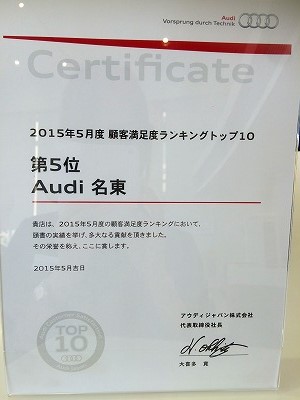 Audi
Vorsprung durch Technik
Certificate
2015年5月度 顧客満足度ランキングトップ10
第5位
Audi 名東
貴店は、2015年5月度の顧客満足度ランキングにおいて、
顕著の実績を挙げ、多大なる貢献を頂きました。
その栄誉を称え、ここに賞します。
2015年5月吉日
アウディジャパン株式会社
代表取締役社長
大喜多 寛
TOP
10